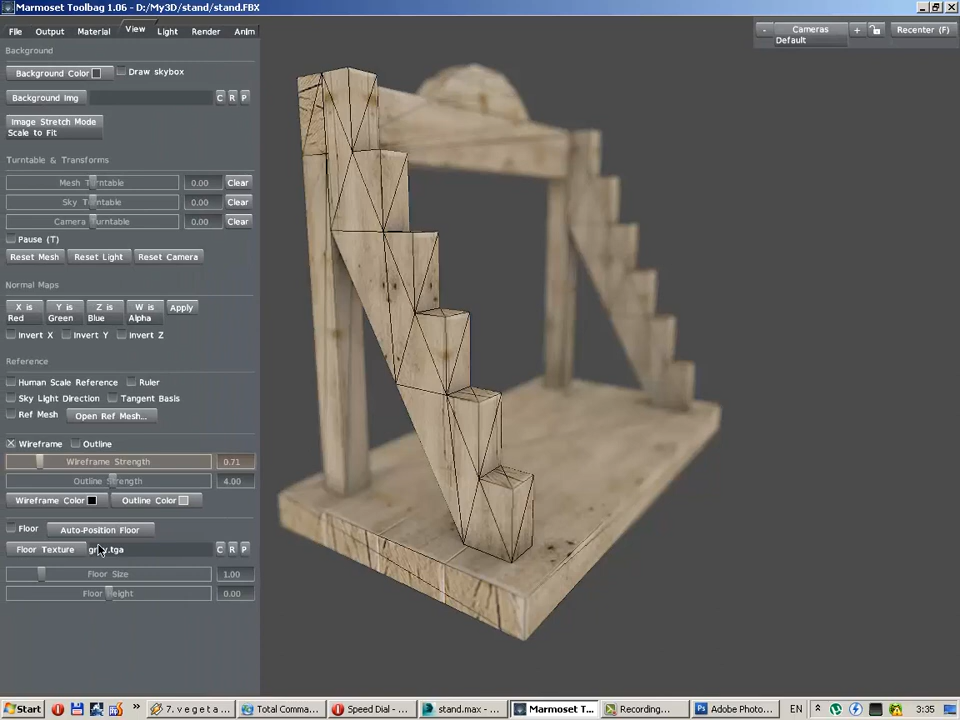 Marmoset Toolbag 1.06 - D:/My3D/stand/stand.FBX
File Output Material View Light Render Anim
Background
Background Color Draw skybox
Background Img C R P
Image Stretch Mode
Scale to Fit
Turntable & Transforms
Mesh Turntable 0.00 Clear
Sky Turntable 0.00 Clear
Camera Turntable 0.00 Clear
Pause (T)
Reset Mesh Reset Light Reset Camera
Normal Maps
X is Y is Z is W is Apply
Red Green Blue Alpha
Invert X Invert Y Invert Z
Reference
Human Scale Reference Ruler
Sky Light Direction Tangent Basis
Ref Mesh Open Ref Mesh...
Wireframe Outline
Wireframe Strength 0.71
Outline Strength 4.00
Wireframe Color Outline Color
Floor Auto-Position Floor
Floor Texture grey.tga C R P
Floor Size 1.00
Floor Height 0.00
- Cameras + Recenter (F)
Default
Start 7. v e g e t a ... Total Comma... Speed Dial - ... stand.max - ... Marmoset T... Recording... Adobe Photo... EN 3:35